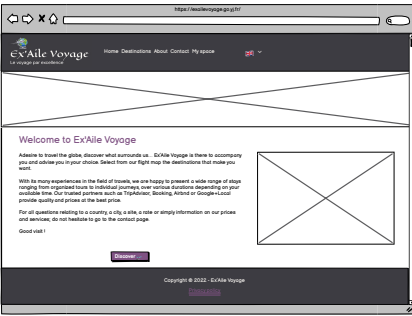 https://exailevoyage.go.yj.fr/
Ex'Aile Voyage
Le voyage par excellence
Home Destinations About Contact My space
Welcome to Ex'Aile Voyage
Adesire to travel the globe, discover what surrounds us... Ex'Aile Voyage is there to accompany
you and advise you in your choice. Select from our flight map the destinations that make you
want.
With its many experiences in the field of travels, we are happy to present a wide range of stays
ranging from organized tours to individual journeys, over various durations depending on your
available time. Our trusted partners such as TripAdvisor, Booking, Airbnd or Google+Local
provide quality and prices at the best price.
For all questions relating to a country, a city, a site, a rate or simply information on our prices
and services; do not hesitate to go to the contact page.
Good visit !
Discover ...
Copyright © 2022 - Ex'Aile Voyage